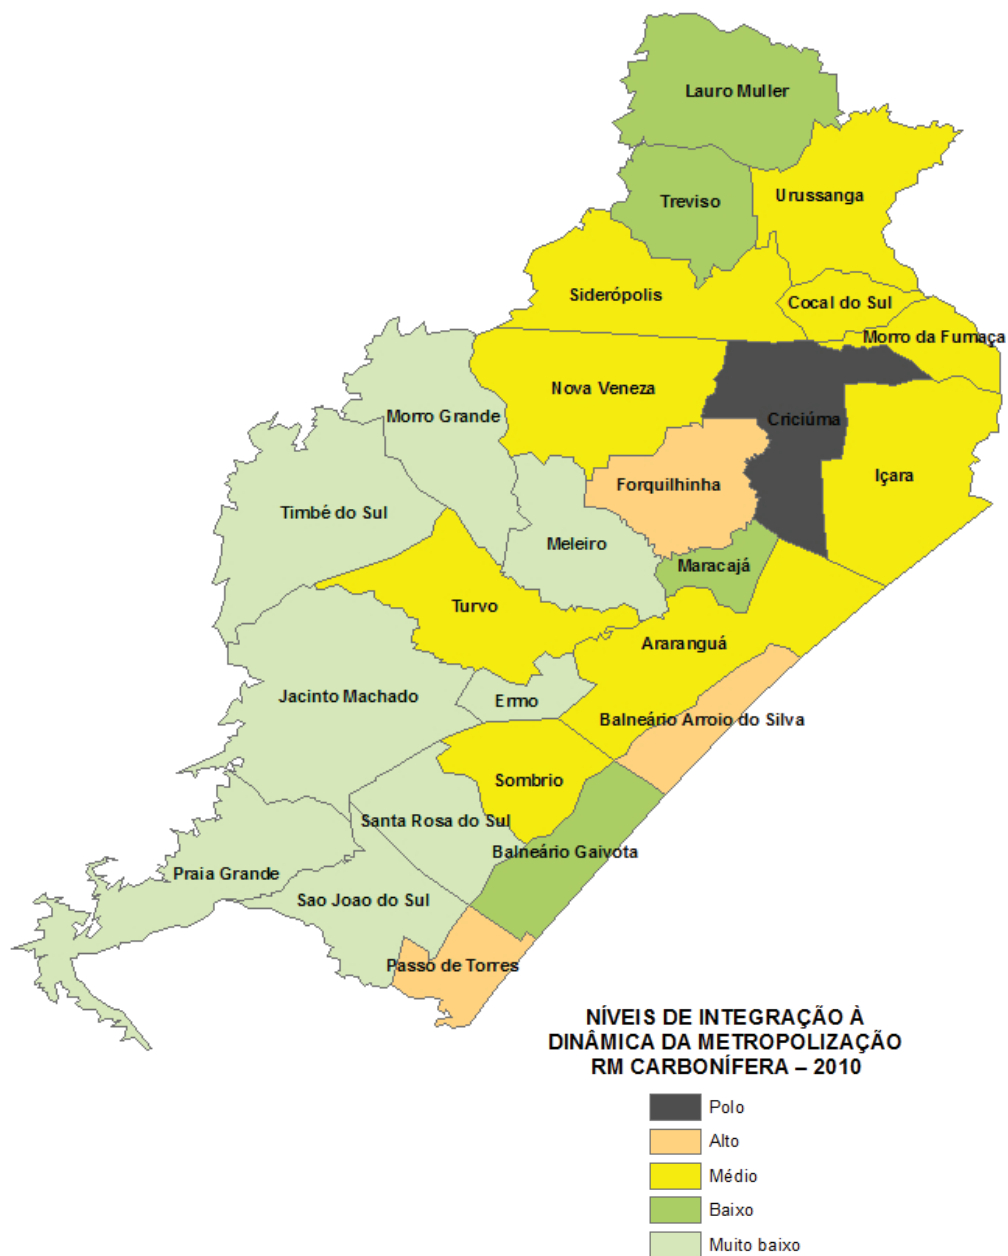 Lauro Muller
Treviso
Urussanga
Siderópolis
Cocal do Sul
Morro da Fumaça
Nova Veneza
Morro Grande
Criciúma
Içara
Forquilhinha
Timbé do Sul
Meleiro
Maracajá
Turvo
Araranguá
Jacinto Machado
Ermo
Balneário Arroio do Silva
Sombrio
Santa Rosa do Sul
Balneário Gaivota
Praia Grande
Sao Joao do Sul
Passo de Torres
NÍVEIS DE INTEGRAÇÃO À
DINÂMICA DA METROPOLIZAÇÃO
RM CARBONÍFERA – 2010
Polo
Alto
Médio
Baixo
Muito baixo